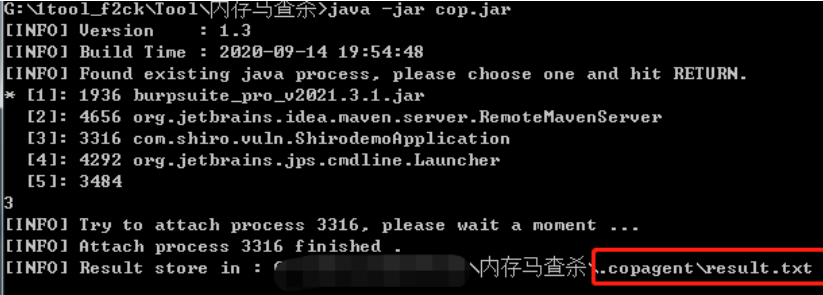 G:\1tool_f2ck\Tool\内存马查杀>java -jar cop.jar
[INFO] Version    : 1.3
[INFO] Build Time : 2020-09-14 19:54:48
[INFO] Found existing java process, please choose one and hit RETURN.
* [1]: 1936 burpsuite_pro_v2021.3.1.jar
  [2]: 4656 org.jetbrains.idea.maven.server.RemoteMavenServer
  [3]: 3316 com.shiro.vuln.ShirodemoApplication
  [4]: 4292 org.jetbrains.jps.cmdline.Launcher
  [5]: 3484
3
[INFO] Try to attach process 3316, please wait a moment ...
[INFO] Attach process 3316 finished .
[INFO] Result store in : \内存马查杀\.copagent\result.txt